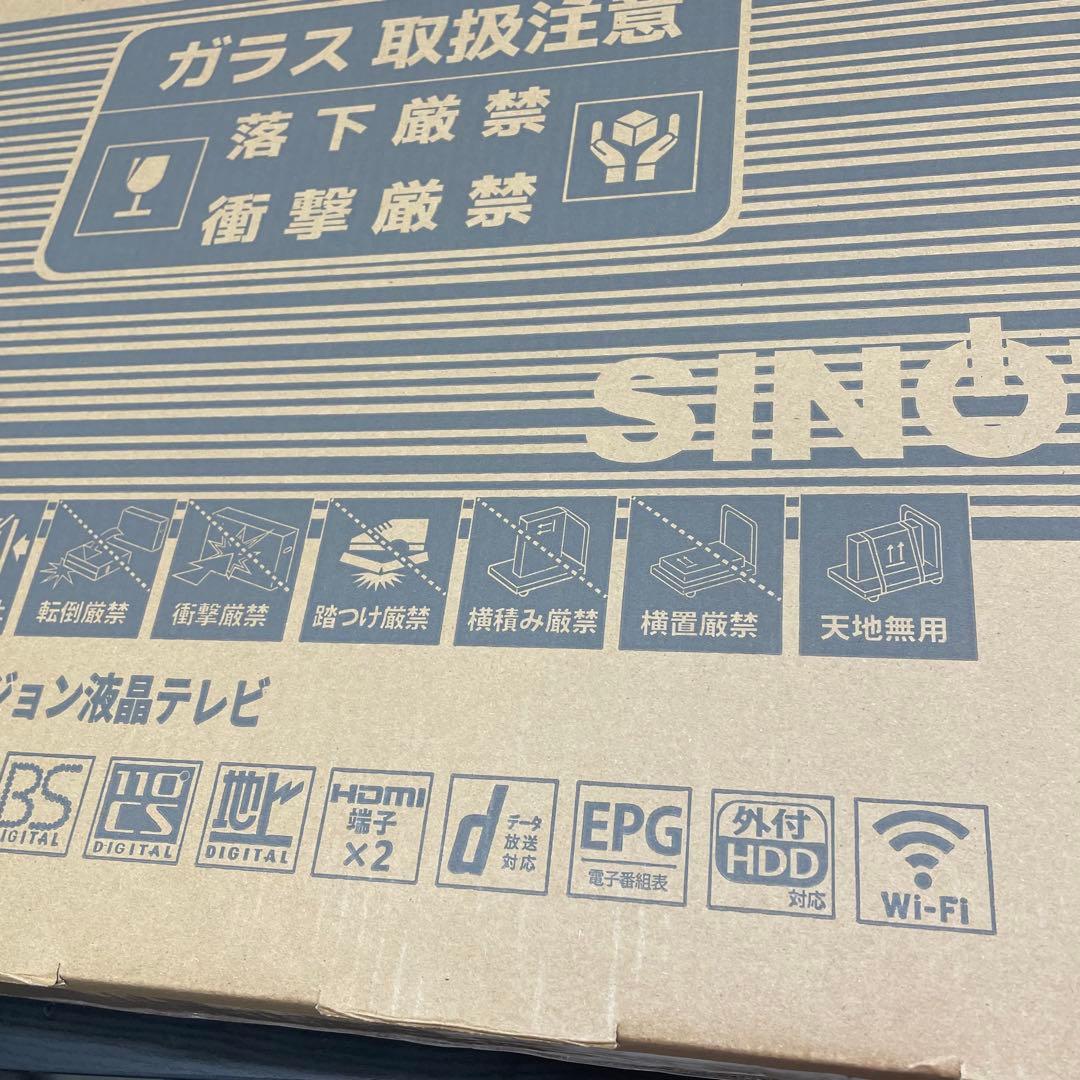 ガラス 取扱注意
落下厳禁
衝撃厳禁
SINO
転倒厳禁
衝撃厳禁
踏つけ厳禁
横積み厳禁
横置厳禁
天地無用
ジョン液晶テレビ
BS
DIGITAL
110°
CS
DIGITAL
地上
DIGITAL
HDMI
端子
×2
d データ
放送
対応
EPG
電子番組表
外付
HDD
対応
Wi-Fi